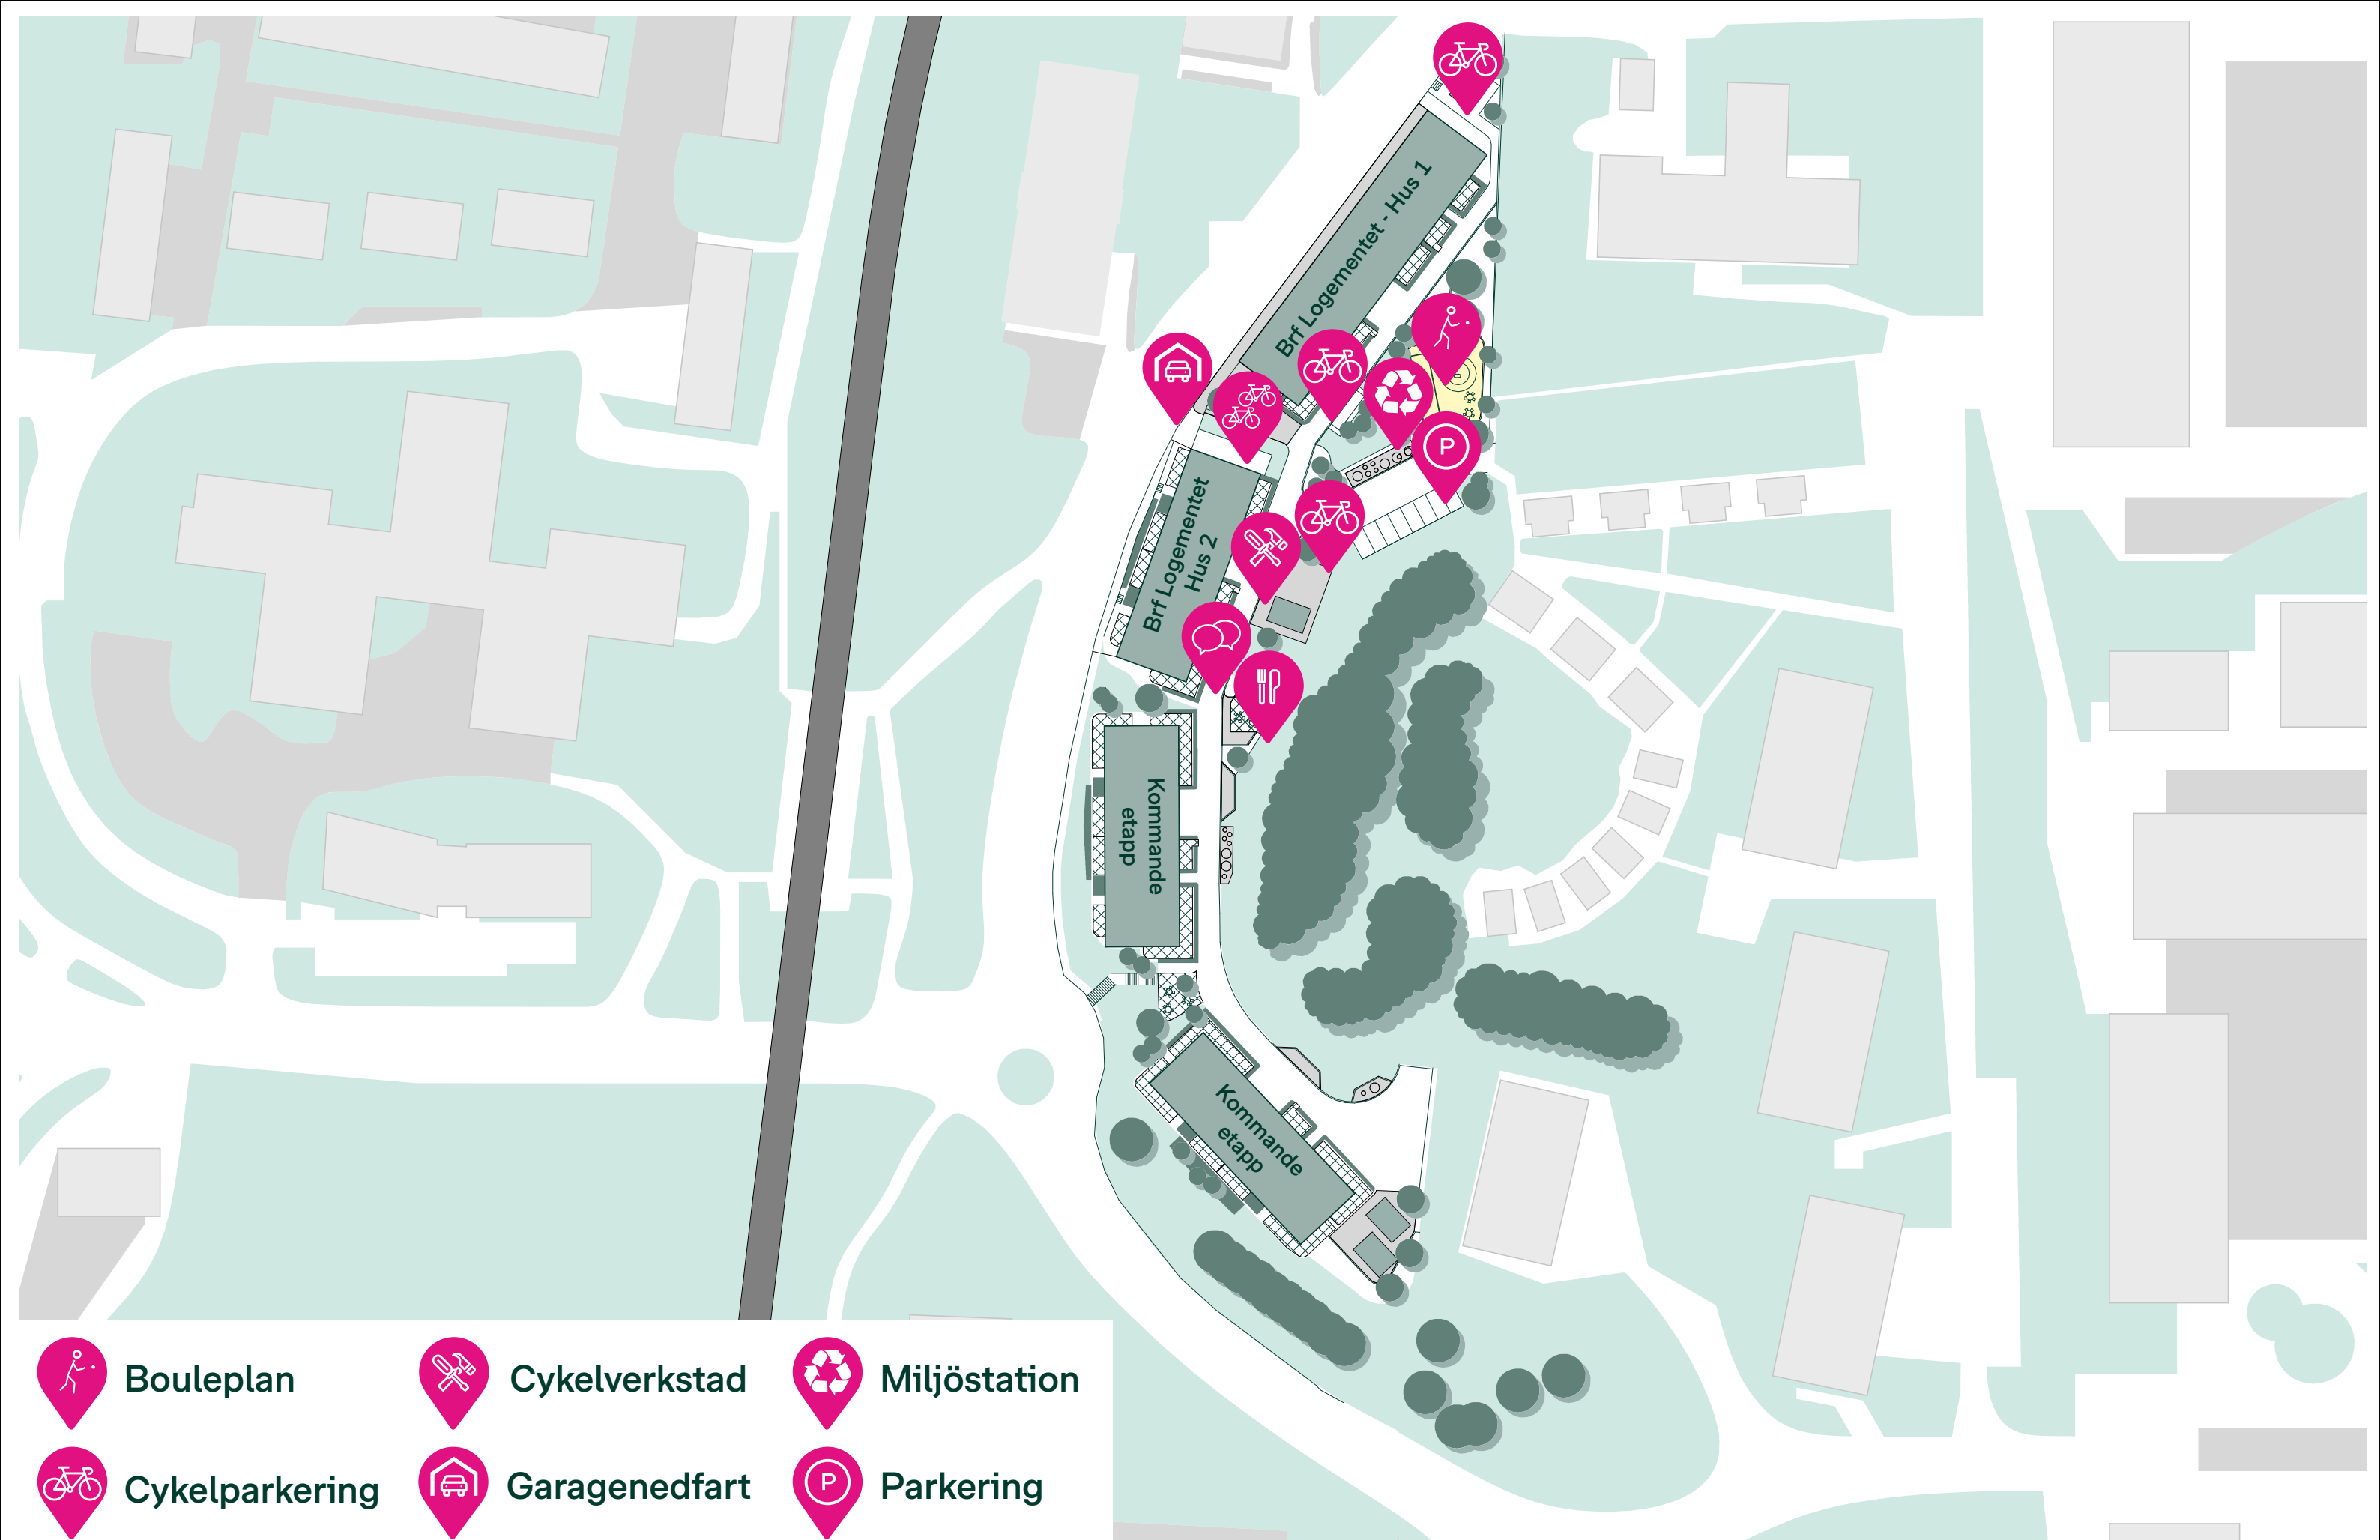 Brf Logementet - Hus 1
P
Brf Logementet
Hus 2
Kommande
etapp
Kommande
etapp
Bouleplan
Cykelverkstad
Miljöstation
Cykelparkering
Garagenedfart
P
Parkering